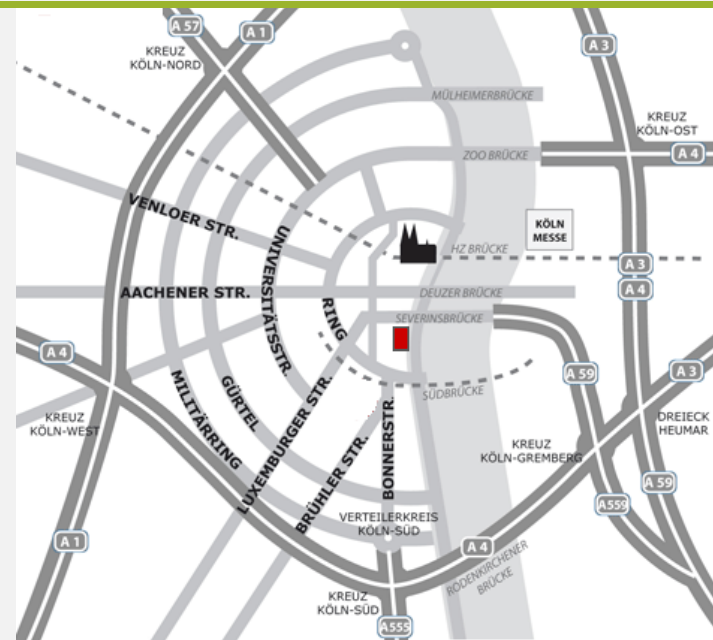 A 57
A 1
A 3
KREUZ
KÖLN-NORD
MÜLHEIMERBRÜCKE
KREUZ
KÖLN-OST
ZOO BRÜCKE
A 4
VENLOER STR.
UNIVERSITÄTSSTR.
KÖLN
MESSE
HZ BRÜCKE
A 3
A 4
AACHENER STR.
DEUZER BRÜCKE
RING
SEVERINSBRÜCKE
A 4
A 59
A 3
MILITÄRRING
GÜRTEL
LUXEMBURGER STR.
SÜDBRÜCKE
KREUZ
KÖLN-WEST
BRÜHLER STR.
BONNERSTR.
DREIECK
HEUMAR
KREUZ
KÖLN-GREMBERG
A 59
A559
VERTEILERKREIS
KÖLN-SÜD
A 1
A 4
RODENKIRCHENER
BRÜCKE
KREUZ
KÖLN-SÜD
A555